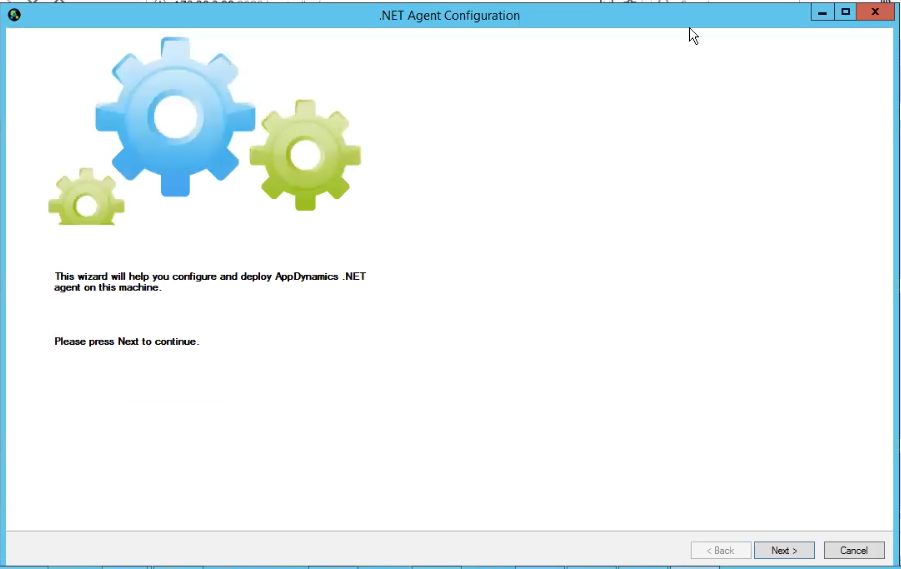 .NET Agent Configuration
This wizard will help you configure and deploy AppDynamics .NET
agent on this machine.
Please press Next to continue.
< Back
Next >
Cancel